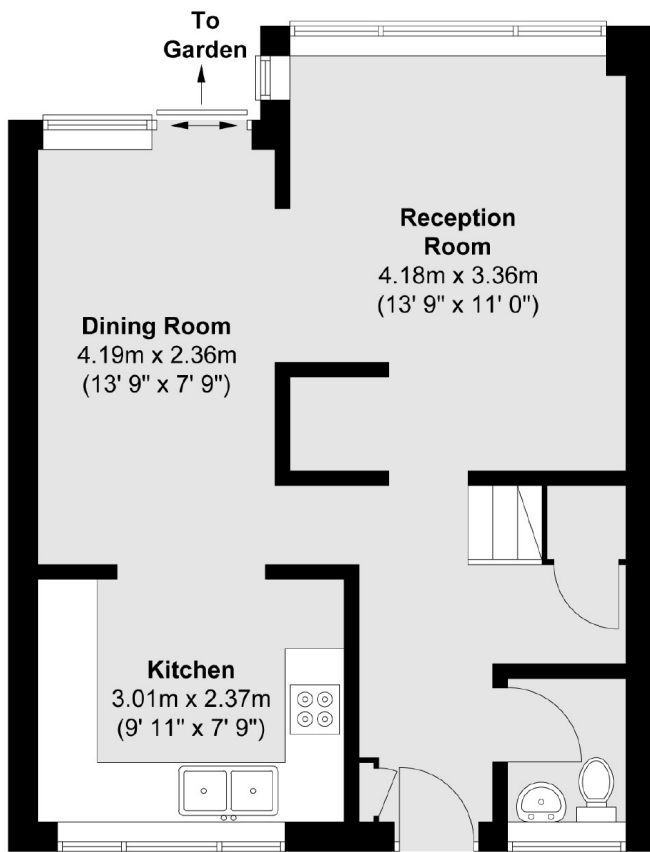 To
Garden
Reception
Room
4.18m x 3.36m
(13' 9" x 11' 0")
Dining Room
4.19m x 2.36m
(13' 9" x 7' 9")
Kitchen
3.01m x 2.37m
(9' 11" x 7' 9")